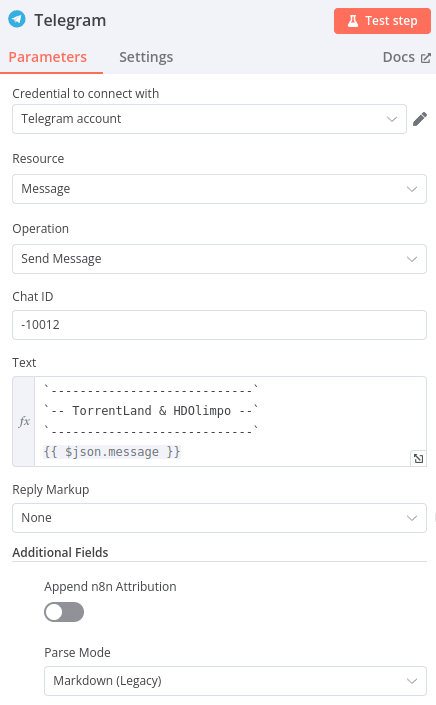 Telegram
Test step
Parameters
Settings
Docs
Credential to connect with
Telegram account
Resource
Message
Operation
Send Message
Chat ID
-10012
Text
fx
`----------------------------`
`-- TorrentLand & HDOlimpo --`
`----------------------------`
{{ $json.message }}
Reply Markup
None
Additional Fields
Append n8n Attribution
Parse Mode
Markdown (Legacy)